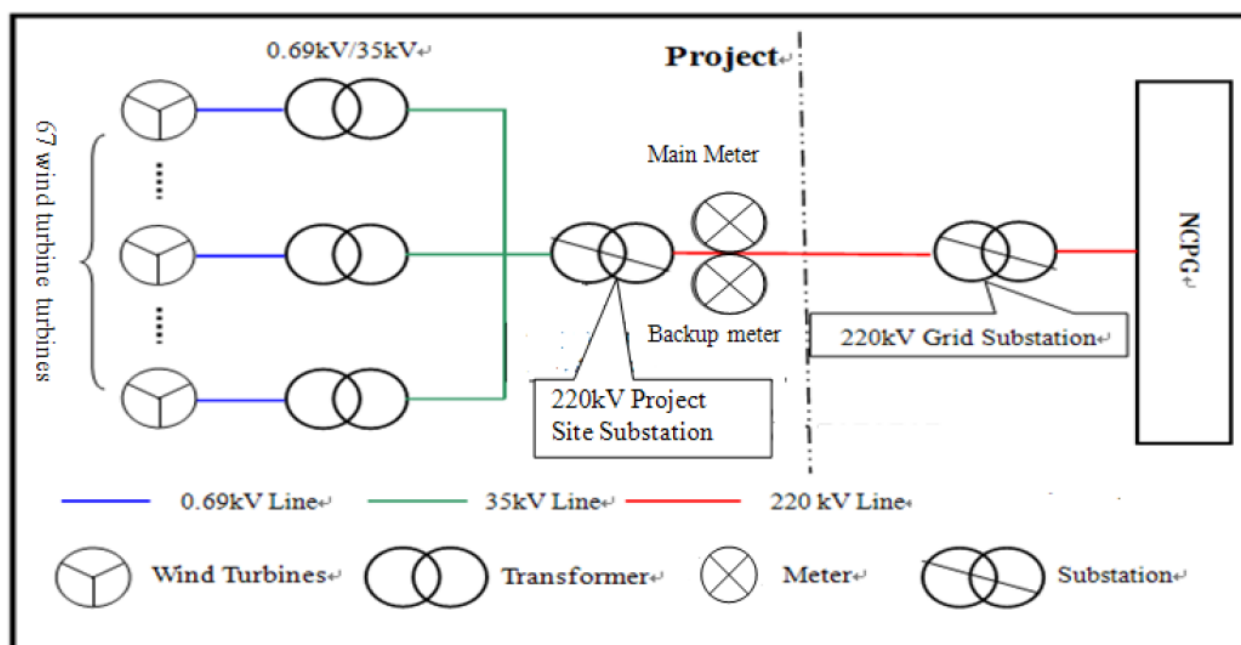 0.69kV/35kV↵
Project↵
67 wind turbine turbines
Main Meter
NCPG↵
Backup meter
220kV Grid Substation↵
220kV Project
Site Substation
0.69kV Line↵
35kV Line↵
220 kV Line↵
Wind Turbines↵
Transformer↵
Meter↵
Substation↵